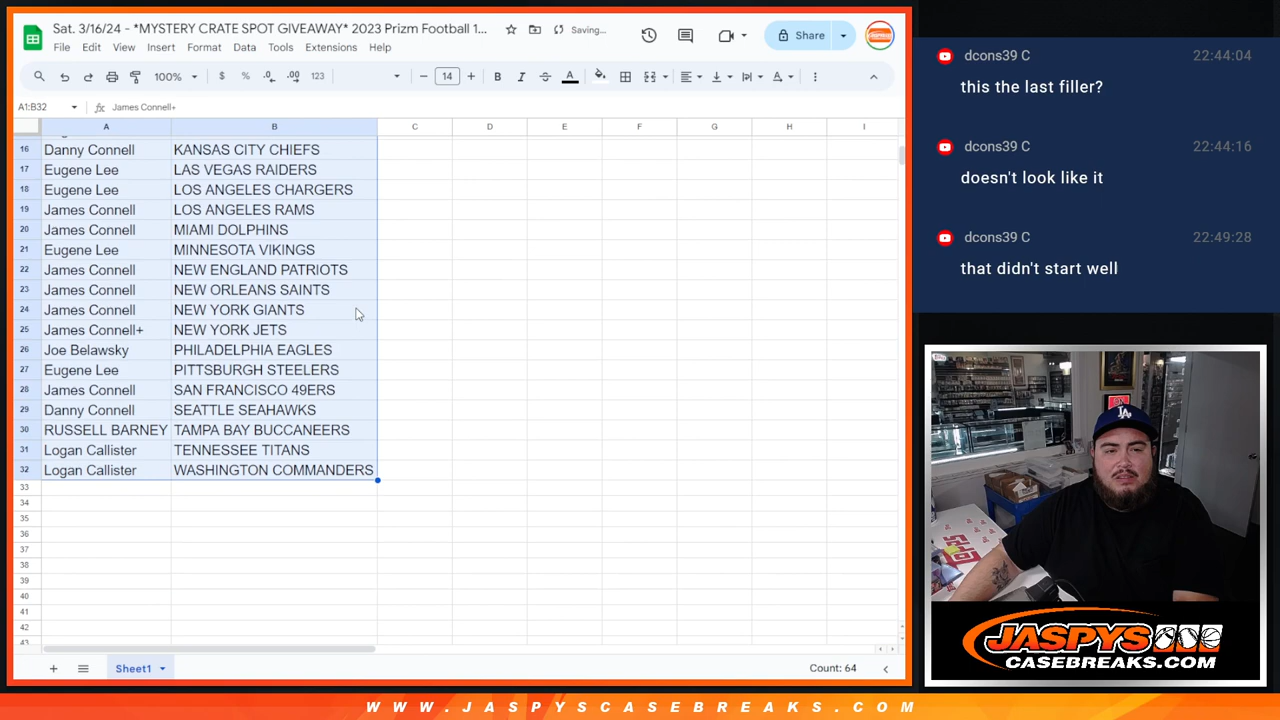 Sat. 3/16/24 - *MYSTERY CRATE SPOT GIVEAWAY* 2023 Prizm Football 1...
Saving...
Share
File Edit View Insert Format Data Tools Extensions Help
100% $ % .0 .00 123 14 B I A
A1:B32 fx James Connell+
A B C D E F G H I
16 Danny Connell KANSAS CITY CHIEFS
17 Eugene Lee LAS VEGAS RAIDERS
18 Eugene Lee LOS ANGELES CHARGERS
19 James Connell LOS ANGELES RAMS
20 James Connell MIAMI DOLPHINS
21 Eugene Lee MINNESOTA VIKINGS
22 James Connell NEW ENGLAND PATRIOTS
23 James Connell NEW ORLEANS SAINTS
24 James Connell NEW YORK GIANTS
25 James Connell+ NEW YORK JETS
26 Joe Belawsky PHILADELPHIA EAGLES
27 Eugene Lee PITTSBURGH STEELERS
28 James Connell SAN FRANCISCO 49ERS
29 Danny Connell SEATTLE SEAHAWKS
30 RUSSELL BARNEY TAMPA BAY BUCCANEERS
31 Logan Callister TENNESSEE TITANS
32 Logan Callister WASHINGTON COMMANDERS
33
34
35
36
37
38
39
40
41
42
43
Sheet1
Count: 64
dcons39 C 22:44:04
this the last filler?
dcons39 C 22:44:16
doesn't look like it
dcons39 C 22:49:28
that didn't start well
LA
TOPPS
JASPYS
CASEBREAKS.COM
WWW.JASPYSCASEBREAKS.COM